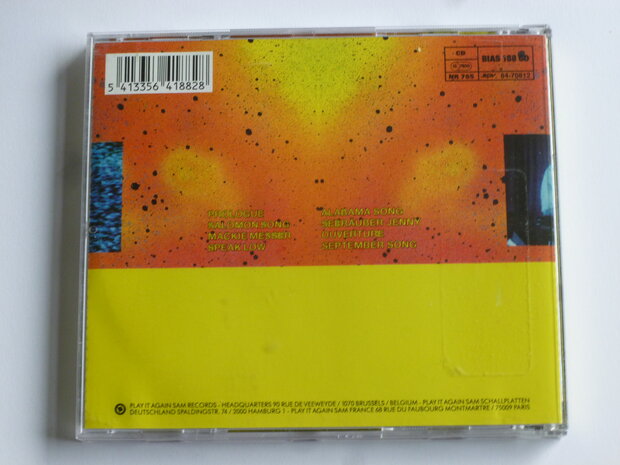 5 413356 418828
CD
BIAS 188 CD
NR 765
64-70812
PROLOGUE
SALOMON SONG
MACKIE MESSER
SPEAK LOW
ALABAMA SONG
SEERAUBER JENNY
OUVERTURE
SEPTEMBER SONG
PLAY IT AGAIN SAM RECORDS - HEADQUARTERS 90 RUE DE VEEWEYDE / 1070 BRUSSELS / BELGIUM - PLAY IT AGAIN SAM SCHALLPLATTEN
DEUTSCHLAND SPALDINGSTR. 74 / 2000 HAMBURG 1 - PLAY IT AGAIN SAM FRANCE 68 RUE DU FAUBOURG MONTMARTRE / 75009 PARIS